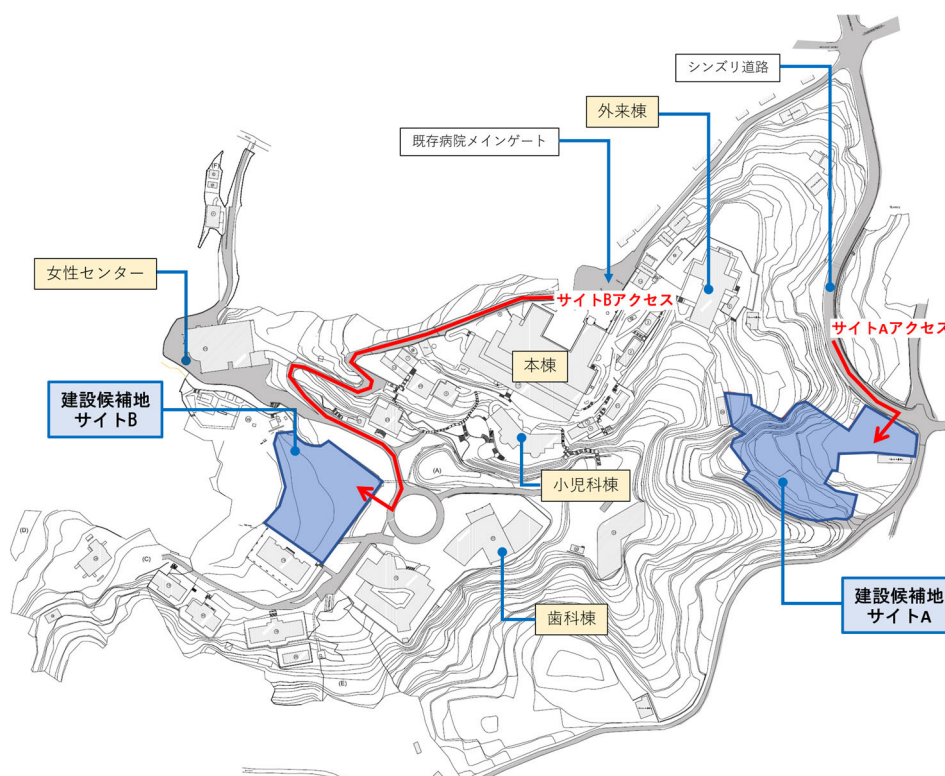 シンズリ道路
外来棟
既存病院メインゲート
(F)
女性センター
サイトBアクセス
サイトAアクセス
本棟
建設候補地
サイトB
(A)
小児科棟
(D)
(C)
建設候補地
サイトA
歯科棟
(E)